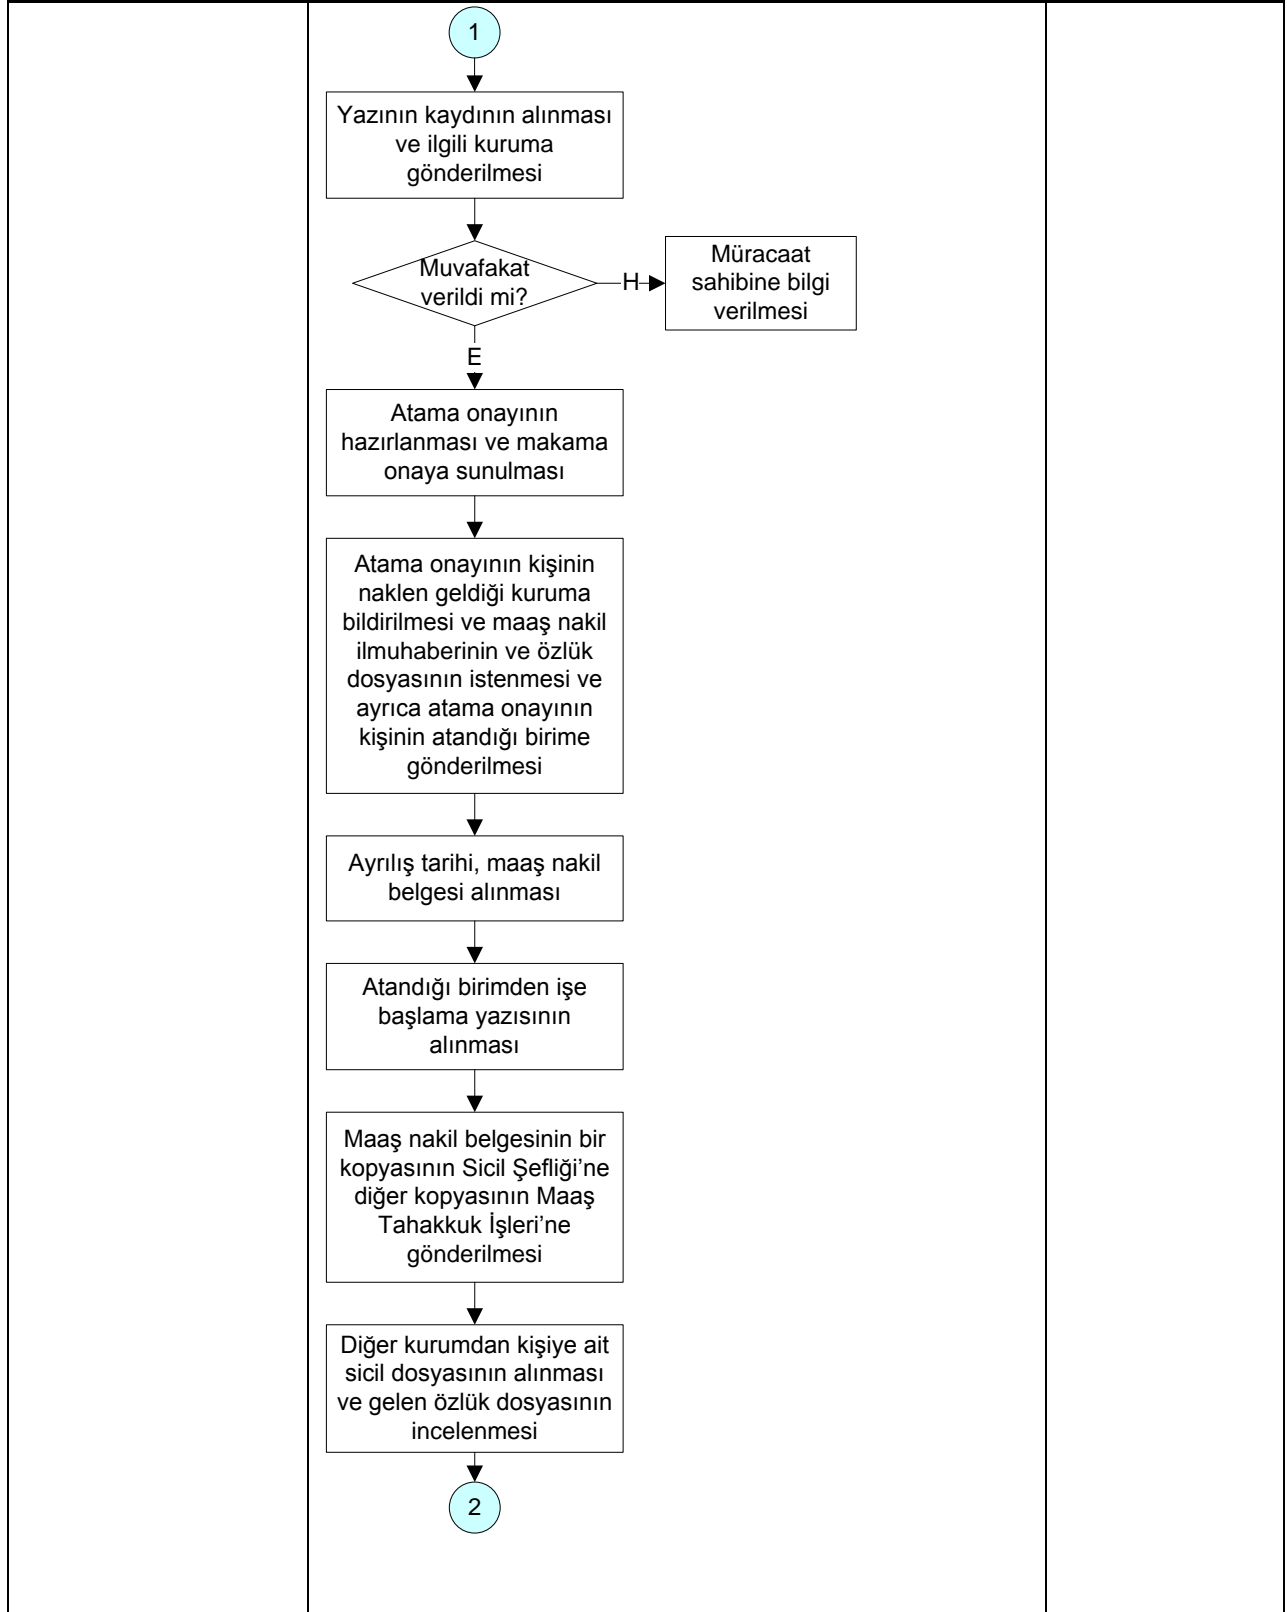 1
Yazının kaydının alınması
ve ilgili kuruma
gönderilmesi
Muvafakat
verildi mi?
H
Müracaat
sahibine bilgi
verilmesi
E
Atama onayının
hazırlanması ve makama
onaya sunulması
Atama onayının kişinin
naklen geldiği kuruma
bildirilmesi ve maaş nakil
ilmuhaberinin ve özlük
dosyasının istenmesi ve
ayrıca atama onayının
kişinin atandığı birime
gönderilmesi
Ayrılış tarihi, maaş nakil
belgesi alınması
Atandığı birimden işe
başlama yazısının
alınması
Maaş nakil belgesinin bir
kopyasının Sicil Şefliği’ne
diğer kopyasının Maaş
Tahakkuk İşleri’ne
gönderilmesi
Diğer kurumdan kişiye ait
sicil dosyasının alınması
ve gelen özlük dosyasının
incelenmesi
2